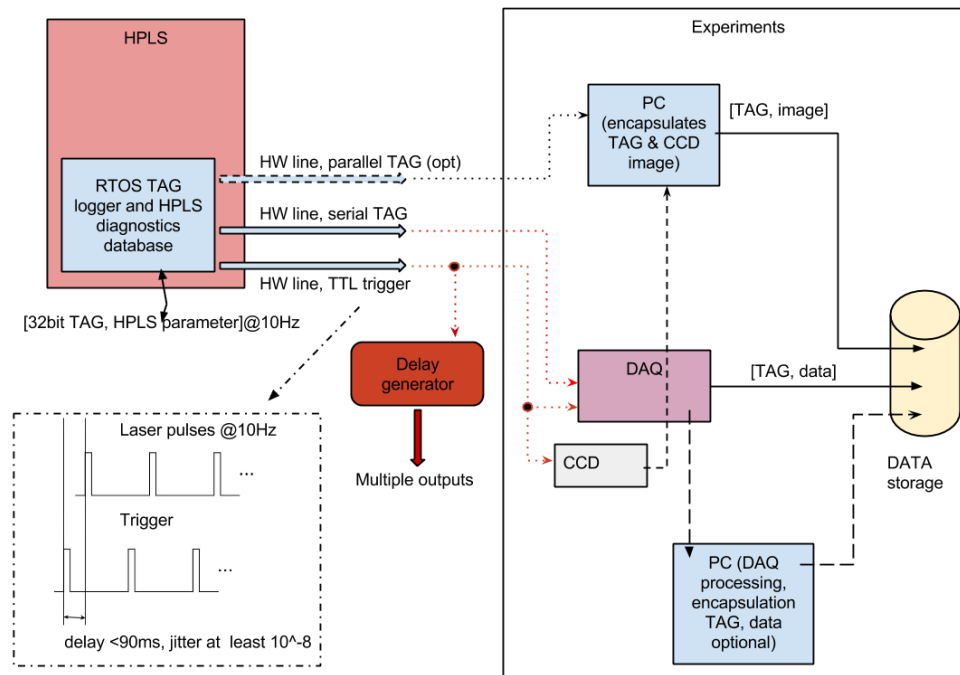 HPLS
Experiments
PC
(encapsulates
TAG & CCD
image)
[TAG, image]
HW line, parallel TAG (opt)
RTOS TAG
logger and HPLS
diagnostics
database
HW line, serial TAG
HW line, TTL trigger
[32bit TAG, HPLS parameter]@10Hz
Delay
generator
DAQ
[TAG, data]
Laser pulses @10Hz
...
Multiple outputs
CCD
DATA
storage
Trigger
...
PC (DAQ
processing,
encapsulation
TAG, data
optional)
delay <90ms, jitter at least 10^-8